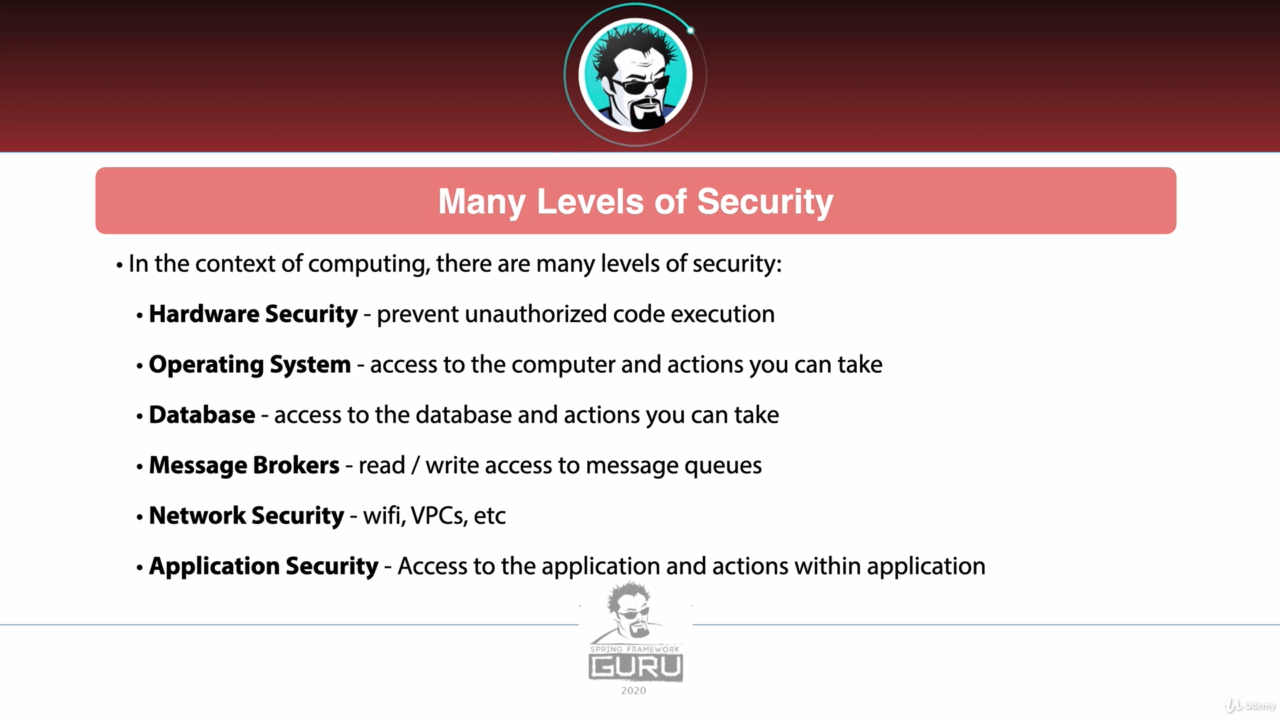 Many Levels of Security
• In the context of computing, there are many levels of security:
• Hardware Security - prevent unauthorized code execution
• Operating System - access to the computer and actions you can take
• Database - access to the database and actions you can take
• Message Brokers - read / write access to message queues
• Network Security - wifi, VPCs, etc
• Application Security - Access to the application and actions within application
SPRING FRAMEWORK
GURU
2020
Udemy